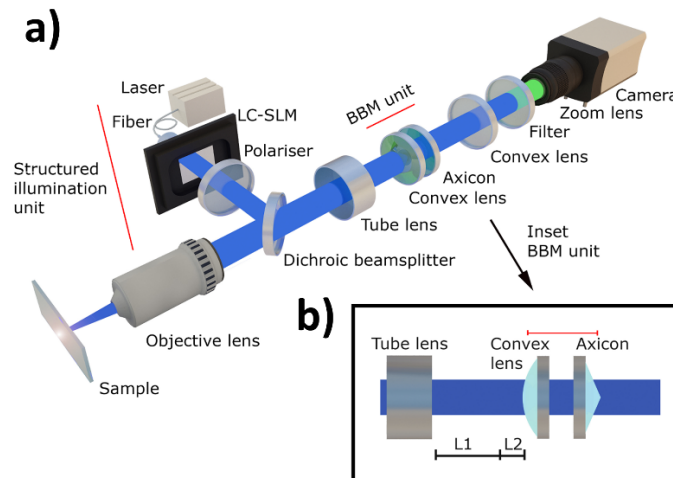 a)
Laser
Fiber
LC-SLM
Polariser
Structured
illumination
unit
BBM unit
Camera
Zoom lens
Filter
Convex lens
Axicon
Convex lens
Tube lens
Dichroic beamsplitter
Objective lens
Sample
Inset
BBM unit
b)
Tube lens
Convex
lens
Axicon
L1
L2